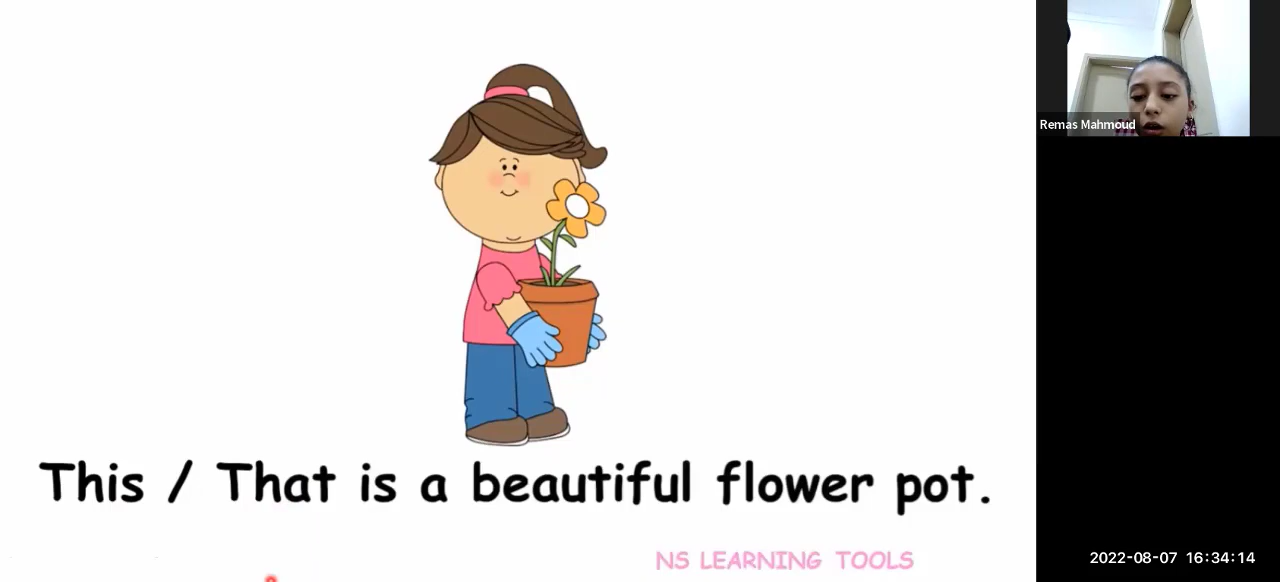 Remas Mahmoud
This / That is a beautiful flower pot.
NS LEARNING TOOLS
2022-08-07 16:34:14